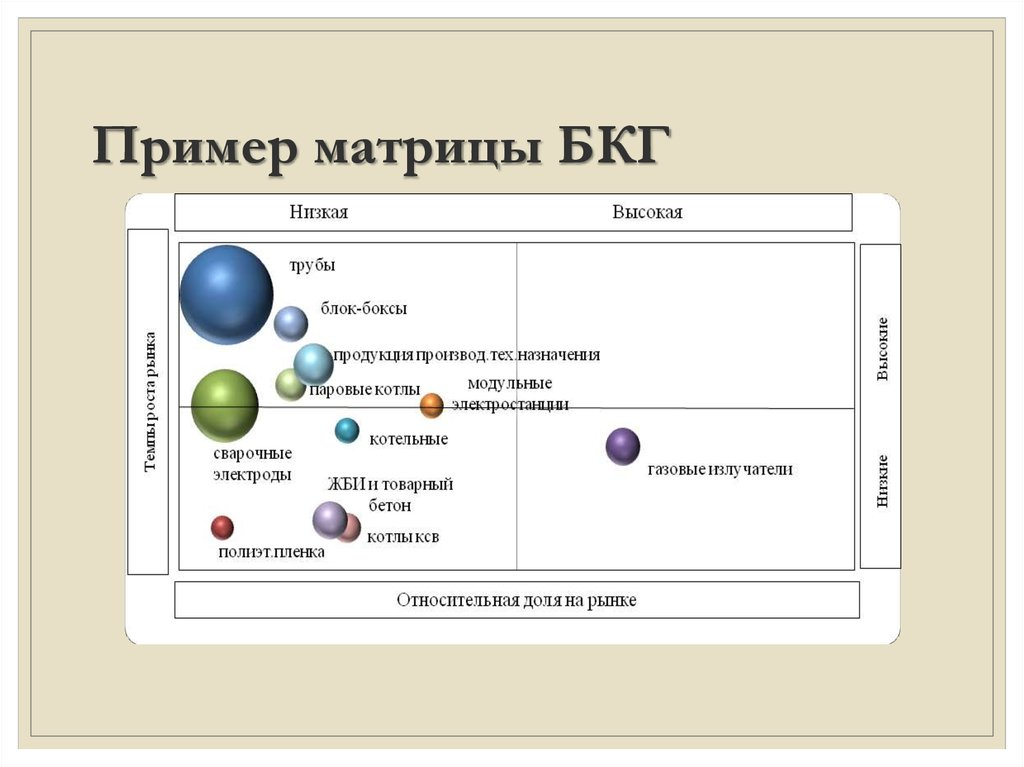 Пример матрицы БКГ
Низкая
Высокая
трубы
блок-боксы
продукция производ.тех.назначения
паровые котлы
модульные
электростанции
котельные
сварочные
электроды
газовые излучатели
ЖБИ и товарный
бетон
котлы ксв
полиэт.пленка
Темпы роста рынка
Высокие
Низкие
Относительная доля на рынке